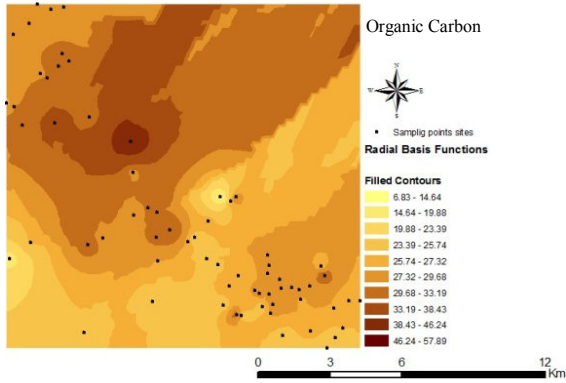 Organic Carbon
N
W E
S
Samplig points sites
Radial Basis Functions
Filled Contours
6.83 - 14.64
14.64 - 19.88
19.88 - 23.39
23.39 - 25.74
25.74 - 27.32
27.32 - 29.68
29.68 - 33.19
33.19 - 38.43
38.43 - 46.24
46.24 - 57.89
0 3 6 12
Km